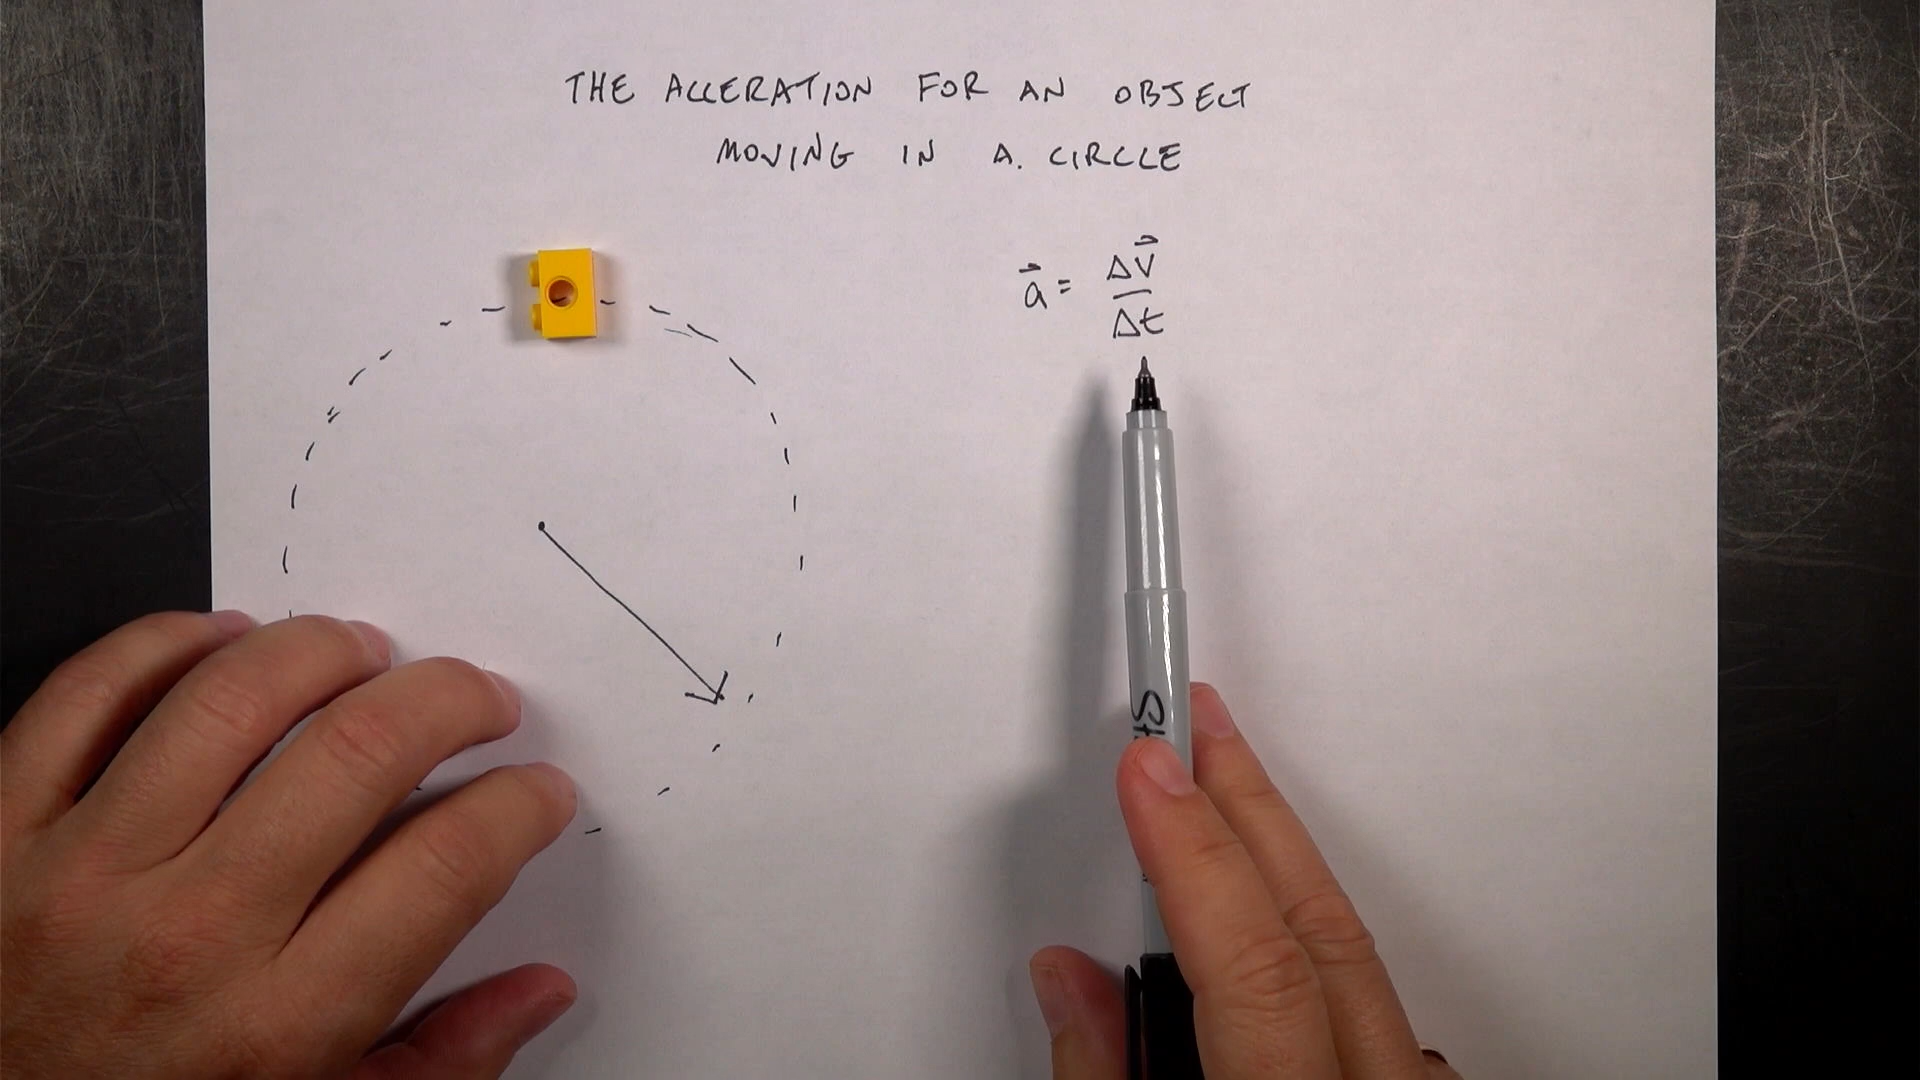 THE ACCERATION FOR AN OBJECT
MOVING IN A. CIRCLE
a⃗ = Δv⃗ / Δt